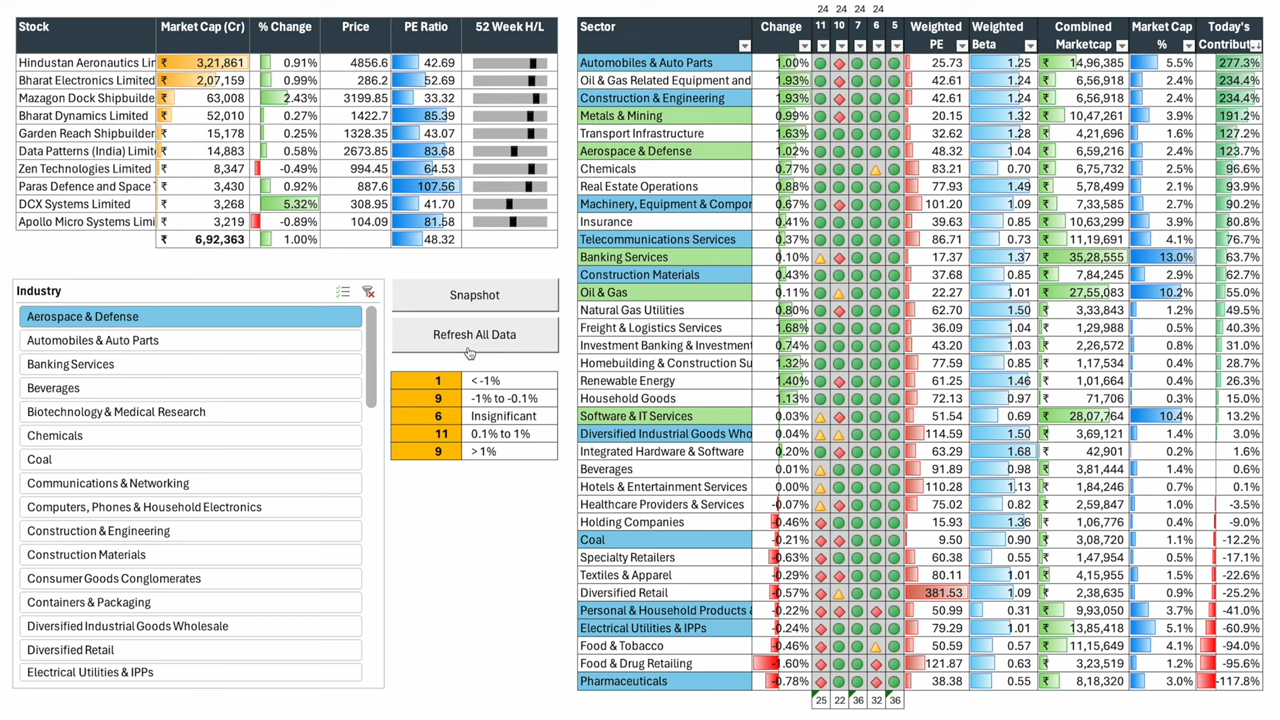 Stock Market Cap (Cr) % Change Price PE Ratio 52 Week H/L
Hindustan Aeronautics Lin ₹ 3,21,861 0.91% 4856.6 42.69
Bharat Electronics Limited ₹ 2,07,159 0.99% 286.2 52.69
Mazagon Dock Shipbuilde ₹ 63,008 2.43% 3199.85 33.32
Bharat Dynamics Limited ₹ 52,010 0.27% 1422.7 85.39
Garden Reach Shipbuilder ₹ 15,178 0.25% 1328.35 43.07
Data Patterns (India) Limit ₹ 14,883 0.58% 2673.85 83.68
Zen Technologies Limited ₹ 8,347 -0.49% 994.45 64.53
Paras Defence and Space T ₹ 3,430 0.92% 887.6 107.56
DCX Systems Limited ₹ 3,268 5.32% 308.95 41.70
Apollo Micro Systems Limi ₹ 3,219 -0.89% 104.09 81.58
₹ 6,92,363 1.00% 48.32
Industry
Aerospace & Defense
Automobiles & Auto Parts
Banking Services
Beverages
Biotechnology & Medical Research
Chemicals
Coal
Communications & Networking
Computers, Phones & Household Electronics
Construction & Engineering
Construction Materials
Consumer Goods Conglomerates
Containers & Packaging
Diversified Industrial Goods Wholesale
Diversified Retail
Electrical Utilities & IPPs
Snapshot
Refresh All Data
1 < -1%
9 -1% to -0.1%
6 Insignificant
11 0.1% to 1%
9 > 1%
24 24 24 24
Sector Change 11 10 7 6 5 Weighted PE Weighted Beta Combined Marketcap Market Cap % Today's Contribut
Automobiles & Auto Parts 1.00% 25.73 1.25 ₹ 14,96,385 5.5% 277.3%
Oil & Gas Related Equipment and 1.93% 42.61 1.24 ₹ 6,56,918 2.4% 234.4%
Construction & Engineering 1.93% 42.61 1.24 ₹ 6,56,918 2.4% 234.4%
Metals & Mining 0.99% 20.15 1.32 ₹ 10,47,261 3.9% 191.2%
Transport Infrastructure 1.63% 32.62 1.28 ₹ 4,21,696 1.6% 127.2%
Aerospace & Defense 1.02% 48.32 1.04 ₹ 6,59,216 2.4% 123.7%
Chemicals 0.77% 83.21 0.70 ₹ 6,75,732 2.5% 96.6%
Real Estate Operations 0.88% 77.93 1.49 ₹ 5,78,499 2.1% 93.9%
Machinery, Equipment & Compor 0.67% 101.20 1.09 ₹ 7,33,585 2.7% 90.2%
Insurance 0.41% 39.63 0.85 ₹ 10,63,299 3.9% 80.8%
Telecommunications Services 0.37% 86.71 0.73 ₹ 11,19,691 4.1% 76.7%
Banking Services 0.10% 17.37 1.37 ₹ 35,28,555 13.0% 63.7%
Construction Materials 0.43% 37.68 0.85 ₹ 7,84,245 2.9% 62.7%
Oil & Gas 0.11% 22.27 1.01 ₹ 27,55,083 10.2% 55.0%
Natural Gas Utilities 0.80% 62.70 1.50 ₹ 3,33,843 1.2% 49.5%
Freight & Logistics Services 1.68% 36.09 1.04 ₹ 1,29,988 0.5% 40.3%
Investment Banking & Investment 0.74% 43.20 1.03 ₹ 2,26,572 0.8% 31.0%
Homebuilding & Construction Su 1.32% 77.59 0.85 ₹ 1,17,534 0.4% 28.7%
Renewable Energy 1.40% 61.25 1.46 ₹ 1,01,664 0.4% 26.3%
Household Goods 1.13% 72.13 0.97 ₹ 71,706 0.3% 15.0%
Software & IT Services 0.03% 51.54 0.69 ₹ 28,07,764 10.4% 13.2%
Diversified Industrial Goods Who 0.04% 114.59 1.50 ₹ 3,69,121 1.4% 3.0%
Integrated Hardware & Software 0.20% 63.29 1.68 ₹ 42,901 0.2% 1.6%
Beverages 0.01% 91.89 0.98 ₹ 3,81,444 1.4% 0.6%
Hotels & Entertainment Services 0.00% 110.28 1.13 ₹ 1,84,246 0.7% 0.1%
Healthcare Providers & Services -0.07% 75.02 0.82 ₹ 2,59,847 1.0% -3.5%
Holding Companies -0.46% 15.93 1.36 ₹ 1,06,776 0.4% -9.0%
Coal -0.21% 9.50 0.90 ₹ 3,08,720 1.1% -12.2%
Specialty Retailers -0.63% 60.38 0.55 ₹ 1,47,954 0.5% -17.1%
Textiles & Apparel -0.29% 80.11 1.01 ₹ 4,15,955 1.5% -22.6%
Diversified Retail -0.57% 381.53 1.09 ₹ 2,38,635 0.9% -25.2%
Personal & Household Products & -0.22% 50.99 0.31 ₹ 9,93,050 3.7% -41.0%
Electrical Utilities & IPPs -0.24% 79.29 1.01 ₹ 13,85,418 5.1% -60.9%
Food & Tobacco -0.46% 50.59 0.57 ₹ 11,15,649 4.1% -94.0%
Food & Drug Retailing -1.60% 121.87 0.63 ₹ 3,23,519 1.2% -95.6%
Pharmaceuticals -0.78% 38.38 0.55 ₹ 8,18,320 3.0% -117.8%
25 22 36 32 36